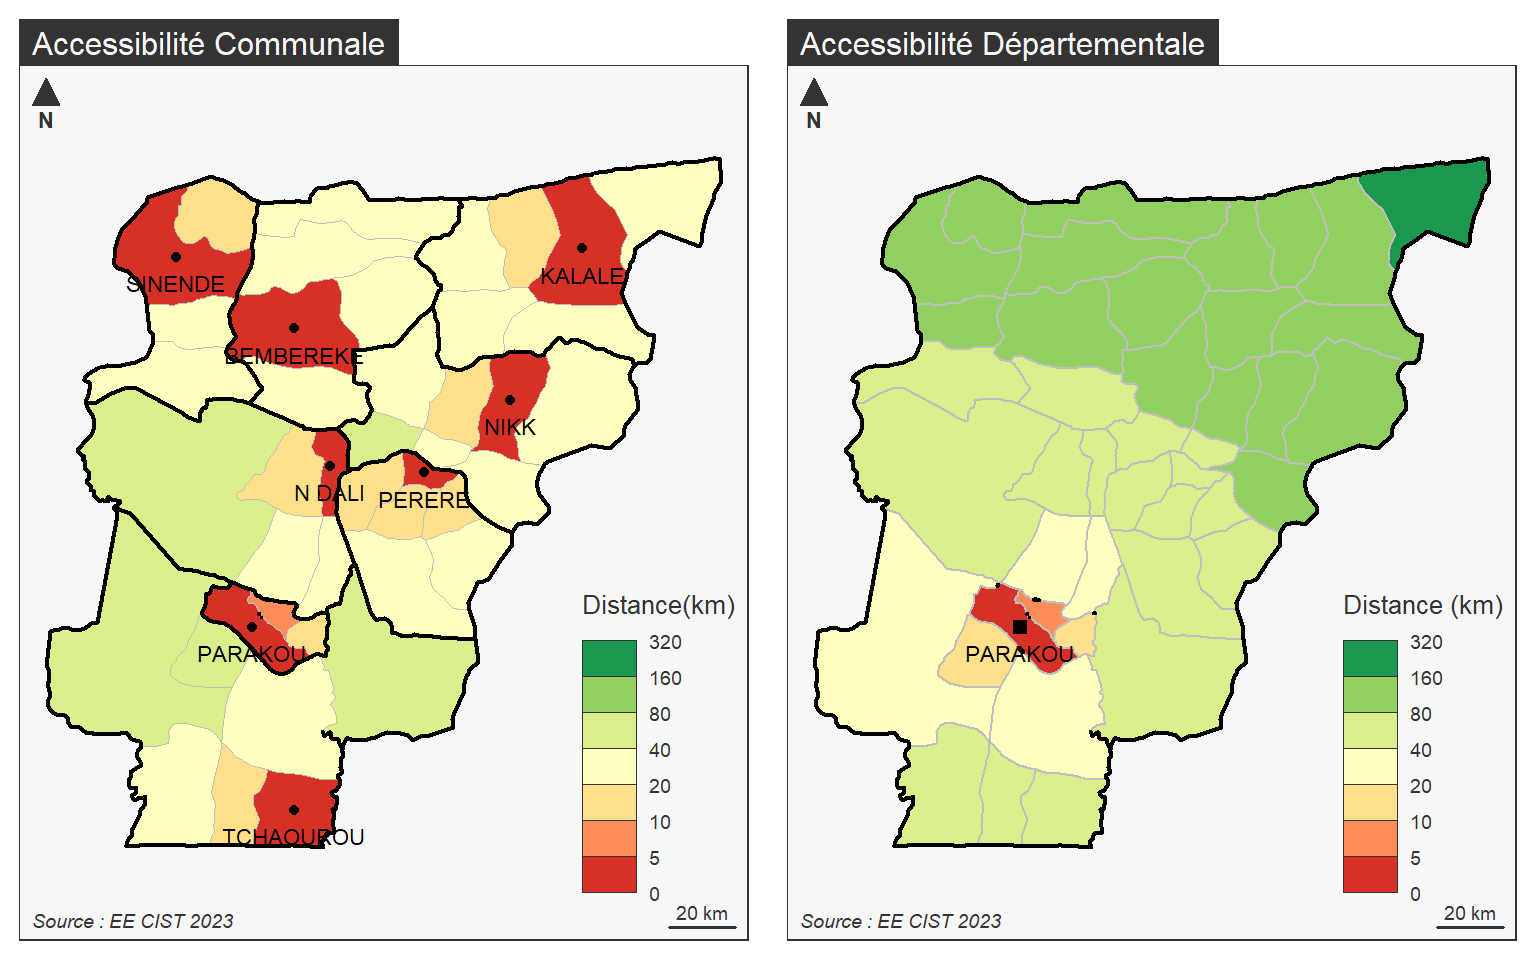 Accessibilité Communale
N
SINENDE
KALALE
BEMBEREKE
NIKK
N DALI
PERERE
PARAKOU
TCHAOUROU
Distance(km)
320
160
80
40
20
10
5
0
Source : EE CIST 2023
20 km
Accessibilité Départementale
N
PARAKOU
Distance (km)
320
160
80
40
20
10
5
0
Source : EE CIST 2023
20 km